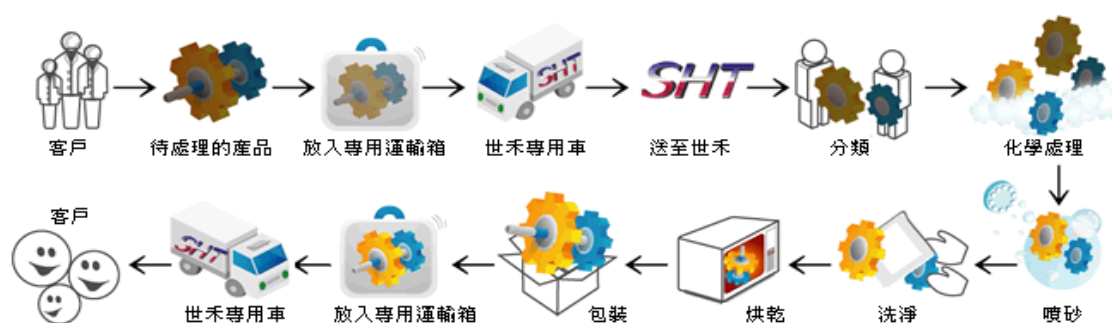 SHT
SHT
客戶
待處理的產品
放入專用運輸箱
世禾專用車
送至世禾
分類
化學處理
客戶
SHT
世禾專用車
放入專用運輸箱
包裝
烘乾
洗淨
噴砂